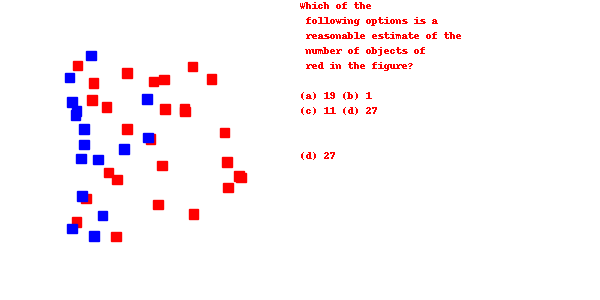 Which of the
following options is a
reasonable estimate of the
number of objects of
red in the figure?
(a) 19 (b) 1
(c) 11 (d) 27
(d) 27